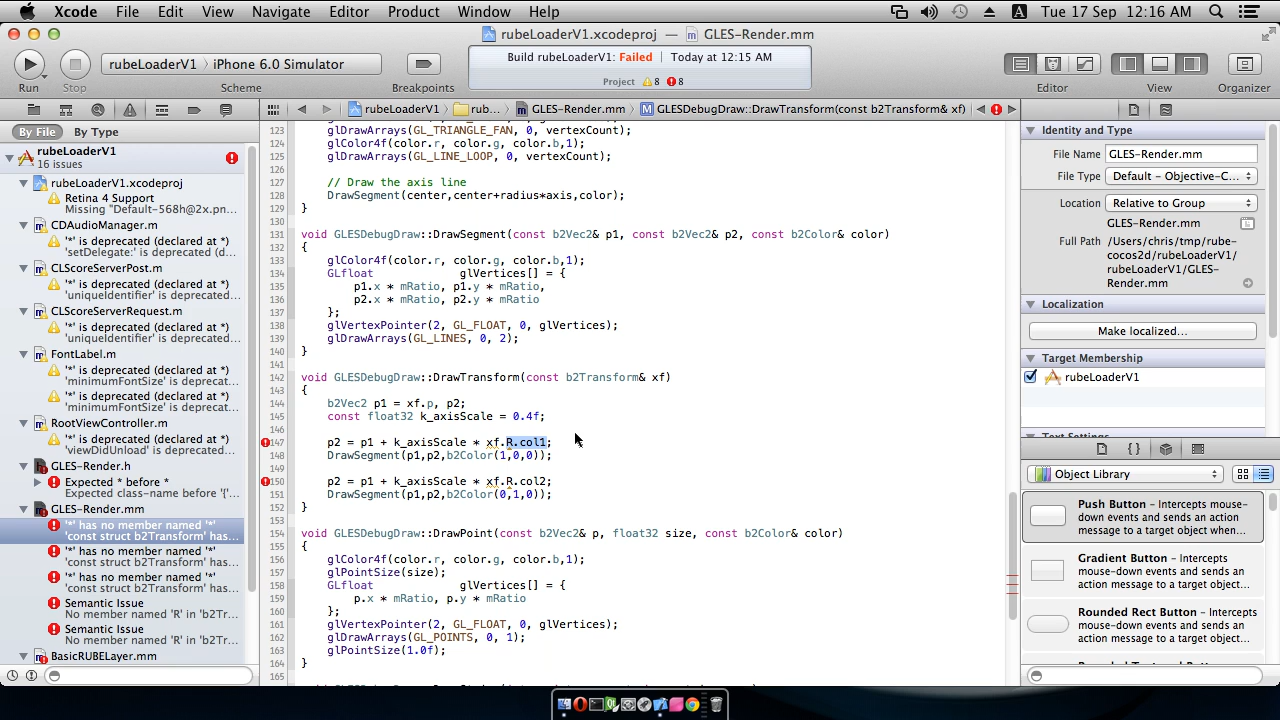 Xcode File Edit View Navigate Editor Product Window Help A Tue 17 Sep 12:16 AM
rubeLoaderV1.xcodeproj — GLES-Render.mm
rubeLoaderV1 iPhone 6.0 Simulator
Build rubeLoaderV1: Failed Today at 12:15 AM
Project 8 8
Run Stop Scheme Breakpoints Editor View Organizer
rubeLoaderV1 rub... GLES-Render.mm GLESDebugDraw::DrawTransform(const b2Transform& xf)
By File By Type
rubeLoaderV1
16 issues
rubeLoaderV1.xcodeproj
Retina 4 Support
Missing "Default-568h@2x.pn...
CDAudioManager.m
'*' is deprecated (declared at *)
'setDelegate:' is deprecated (d...
CLScoreServerPost.m
'*' is deprecated (declared at *)
'uniqueIdentifier' is deprecated...
CLScoreServerRequest.m
'*' is deprecated (declared at *)
'uniqueIdentifier' is deprecated...
FontLabel.m
'*' is deprecated (declared at *)
'minimumFontSize' is deprecat...
'*' is deprecated (declared at *)
'minimumFontSize' is deprecat...
RootViewController.m
'*' is deprecated (declared at *)
'viewDidUnload' is deprecated (...
GLES-Render.h
Expected * before *
Expected class-name before '{'...
GLES-Render.mm
'*' has no member named '*'
'const struct b2Transform' has...
'*' has no member named '*'
'const struct b2Transform' has...
'*' has no member named '*'
'const struct b2Transform' has...
Semantic Issue
No member named 'R' in 'b2Tr...
Semantic Issue
No member named 'R' in 'b2Tr...
BasicRUBELayer.mm
123 glDrawArrays(GL_TRIANGLE_FAN, 0, vertexCount);
124 glColor4f(color.r, color.g, color.b,1);
125 glDrawArrays(GL_LINE_LOOP, 0, vertexCount);
126
127 // Draw the axis line
128 DrawSegment(center,center+radius*axis,color);
129 }
130
131 void GLESDebugDraw::DrawSegment(const b2Vec2& p1, const b2Vec2& p2, const b2Color& color)
132 {
133 glColor4f(color.r, color.g, color.b,1);
134 GLfloat glVertices[] = {
135 p1.x * mRatio, p1.y * mRatio,
136 p2.x * mRatio, p2.y * mRatio
137 };
138 glVertexPointer(2, GL_FLOAT, 0, glVertices);
139 glDrawArrays(GL_LINES, 0, 2);
140 }
141
142 void GLESDebugDraw::DrawTransform(const b2Transform& xf)
143 {
144 b2Vec2 p1 = xf.p, p2;
145 const float32 k_axisScale = 0.4f;
146
147 p2 = p1 + k_axisScale * xf.R.col1;
148 DrawSegment(p1,p2,b2Color(1,0,0));
149
150 p2 = p1 + k_axisScale * xf.R.col2;
151 DrawSegment(p1,p2,b2Color(0,1,0));
152 }
153
154 void GLESDebugDraw::DrawPoint(const b2Vec2& p, float32 size, const b2Color& color)
155 {
156 glColor4f(color.r, color.g, color.b,1);
157 glPointSize(size);
158 GLfloat glVertices[] = {
159 p.x * mRatio, p.y * mRatio
160 };
161 glVertexPointer(2, GL_FLOAT, 0, glVertices);
162 glDrawArrays(GL_POINTS, 0, 1);
163 glPointSize(1.0f);
164 }
165
Identity and Type
File Name GLES-Render.mm
File Type Default - Objective-C...
Location Relative to Group
GLES-Render.mm
Full Path /Users/chris/tmp/rube-
cocos2d/rubeLoaderV1/
rubeLoaderV1/GLES-
Render.mm
Localization
Make localized...
Target Membership
rubeLoaderV1
Object Library
Push Button – Intercepts mouse-
down events and sends an action
message to a target object when...
Gradient Button – Intercepts
mouse-down events and sends an
action message to a target object...
Rounded Rect Button – Intercepts
mouse-down events and sends an
action message to a target object...